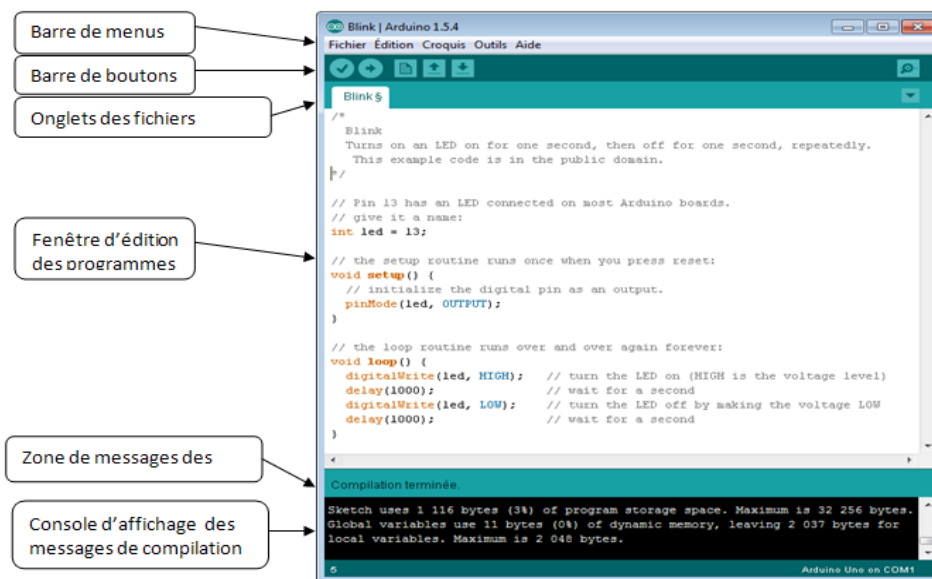 Barre de menus
Barre de boutons
Onglets des fichiers
Fenêtre d'édition
des programmes
Zone de messages des
Console d'affichage des
messages de compilation
Blink | Arduino 1.5.4
Fichier Édition Croquis Outils Aide
Blink §
/*
  Blink
  Turns on an LED on for one second, then off for one second, repeatedly.
   This example code is in the public domain.
*/
// Pin 13 has an LED connected on most Arduino boards.
// give it a name:
int led = 13;
// the setup routine runs once when you press reset:
void setup() {
  // initialize the digital pin as an output.
  pinMode(led, OUTPUT);
}
// the loop routine runs over and over again forever:
void loop() {
  digitalWrite(led, HIGH);   // turn the LED on (HIGH is the voltage level)
  delay(1000);               // wait for a second
  digitalWrite(led, LOW);    // turn the LED off by making the voltage LOW
  delay(1000);               // wait for a second
}
Compilation terminée.
Sketch uses 1 116 bytes (3%) of program storage space. Maximum is 32 256 bytes.
Global variables use 11 bytes (0%) of dynamic memory, leaving 2 037 bytes for
local variables. Maximum is 2 048 bytes.
5
Arduino Uno on COM1